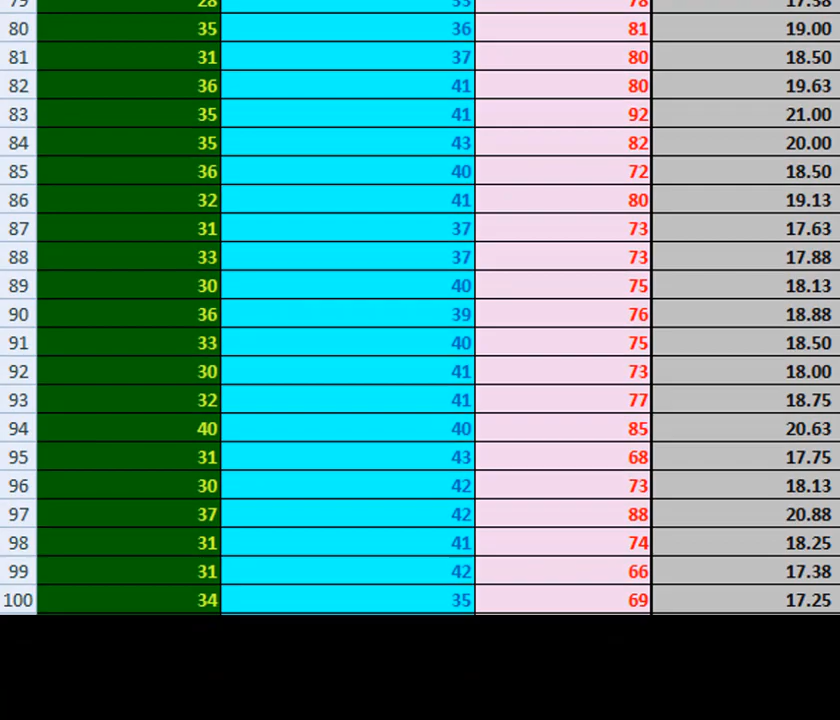 79 28 33 78 17.38
80 35 36 81 19.00
81 31 37 80 18.50
82 36 41 80 19.63
83 35 41 92 21.00
84 35 43 82 20.00
85 36 40 72 18.50
86 32 41 80 19.13
87 31 37 73 17.63
88 33 37 73 17.88
89 30 40 75 18.13
90 36 39 76 18.88
91 33 40 75 18.50
92 30 41 73 18.00
93 32 41 77 18.75
94 40 40 85 20.63
95 31 43 68 17.75
96 30 42 73 18.13
97 37 42 88 20.88
98 31 41 74 18.25
99 31 42 66 17.38
100 34 35 69 17.25